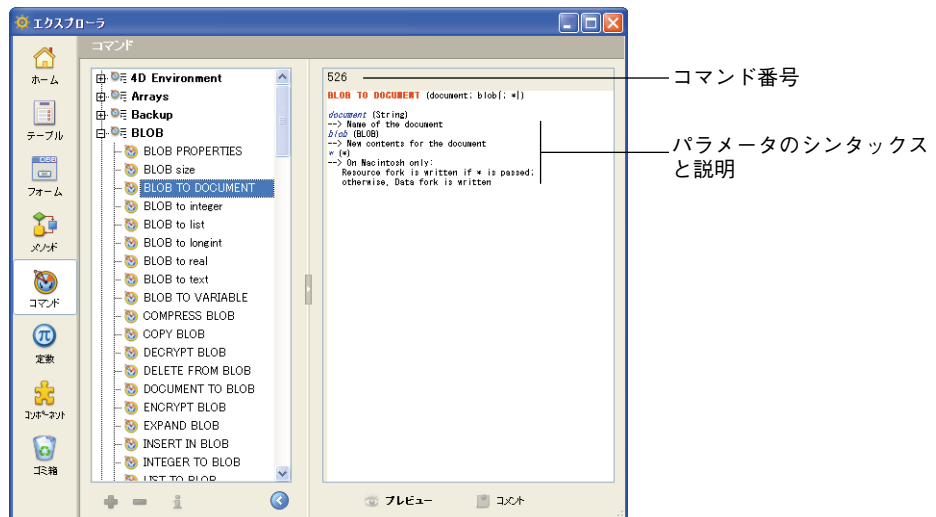 エクスプローラ
コマンド
ホーム
テーブル
フォーム
メソッド
コマンド
定数
コンポーネント
ゴミ箱
4D Environment
Arrays
Backup
BLOB
BLOB PROPERTIES
BLOB size
BLOB TO DOCUMENT
BLOB to integer
BLOB to list
BLOB to longint
BLOB to real
BLOB to text
BLOB TO VARIABLE
COMPRESS BLOB
COPY BLOB
DECRYPT BLOB
DELETE FROM BLOB
DOCUMENT TO BLOB
ENCRYPT BLOB
EXPAND BLOB
INSERT IN BLOB
INTEGER TO BLOB
LIST TO BLOB
526
BLOB TO DOCUMENT (document; blob{; *})
document (String)
--> Name of the document
blob (BLOB)
--> New contents for the document
* (*)
--> On Macintosh only:
Resource fork is written if * is passed;
otherwise, Data fork is written
プレビュー
コメント
コマンド番号
パラメータのシンタックス
と説明